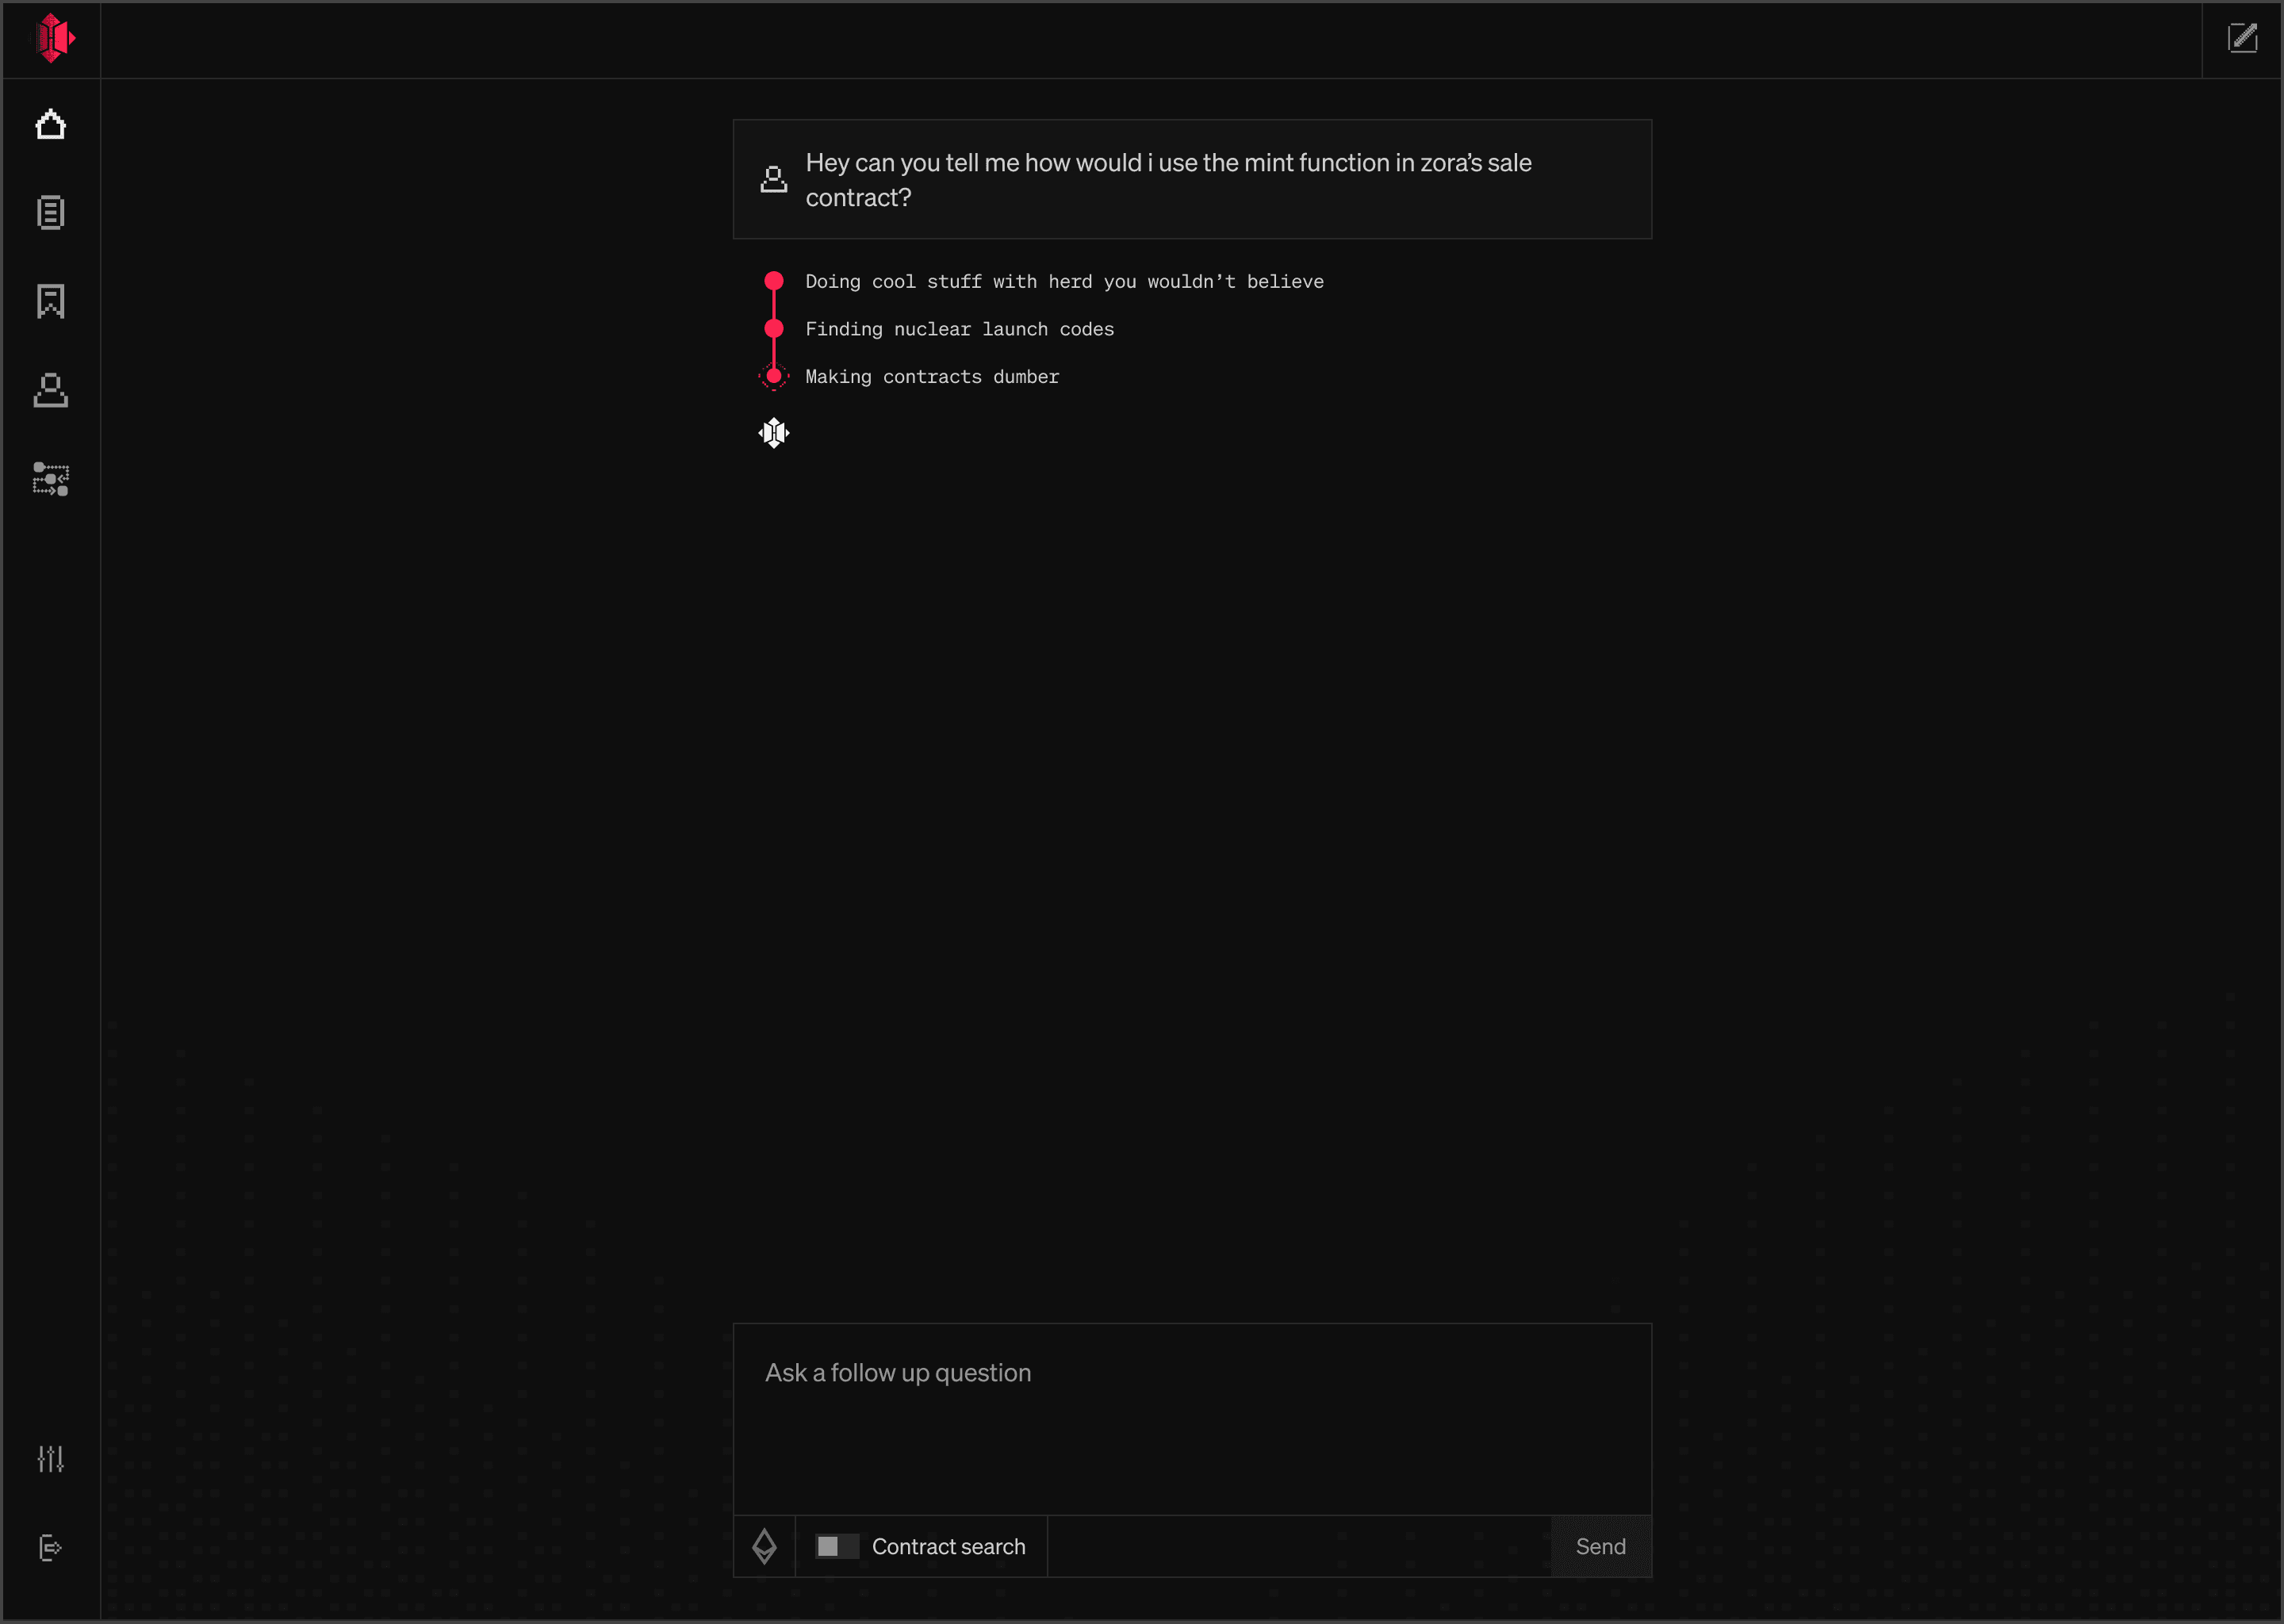 Hey can you tell me how would i use the mint function in zora’s sale
contract?
Doing cool stuff with herd you wouldn’t believe
Finding nuclear launch codes
Making contracts dumber
Ask a follow up question
Contract search
Send